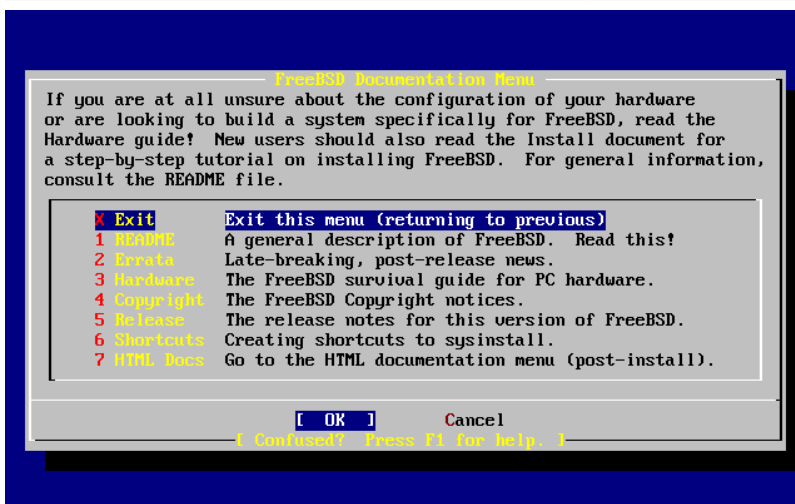 FreeBSD Documentation Menu
If you are at all unsure about the configuration of your hardware
or are looking to build a system specifically for FreeBSD, read the
Hardware guide!  New users should also read the Install document for
a step-by-step tutorial on installing FreeBSD.  For general information,
consult the README file.
X Exit       Exit this menu (returning to previous)
1 README     A general description of FreeBSD.  Read this!
2 Errata     Late-breaking, post-release news.
3 Hardware   The FreeBSD survival guide for PC hardware.
4 Copyright  The FreeBSD Copyright notices.
5 Release    The release notes for this version of FreeBSD.
6 Shortcuts  Creating shortcuts to sysinstall.
7 HTML Docs  Go to the HTML documentation menu (post-install).
[  OK  ]       Cancel
[ Confused?  Press F1 for help. ]